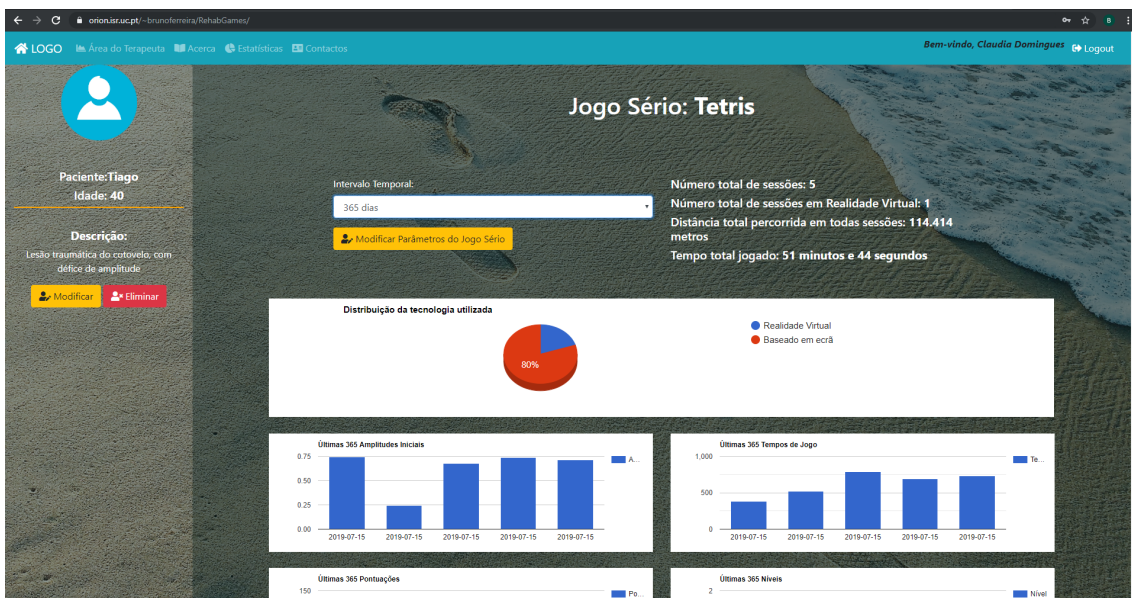 orion.isr.uc.pt/~brunoferreira/RehabGames/
B
LOGO Área do Terapeuta Acerca Estatísticas Contactos
Bem-vindo, Claudia Domingues Logout
Jogo Sério: Tetris
Paciente:Tiago
Idade: 40
Descrição:
Lesão traumática do cotovelo, com
défice de amplitude
Modificar Eliminar
Intervalo Temporal:
365 dias
Modificar Parâmetros do Jogo Sério
Número total de sessões: 5
Número total de sessões em Realidade Virtual: 1
Distância total percorrida em todas sessões: 114.414
metros
Tempo total jogado: 51 minutos e 44 segundos
Distribuição da tecnologia utilizada
80%
Realidade Virtual
Baseado em ecrã
Últimas 365 Amplitudes Iniciais
0.75
0.50
0.25
0.00
2019-07-15 2019-07-15 2019-07-15 2019-07-15 2019-07-15
A...
Últimas 365 Tempos de Jogo
1,000
500
0
2019-07-15 2019-07-15 2019-07-15 2019-07-15 2019-07-15
Te...
Últimas 365 Pontuações
150
Po...
Últimas 365 Níveis
2
Nível